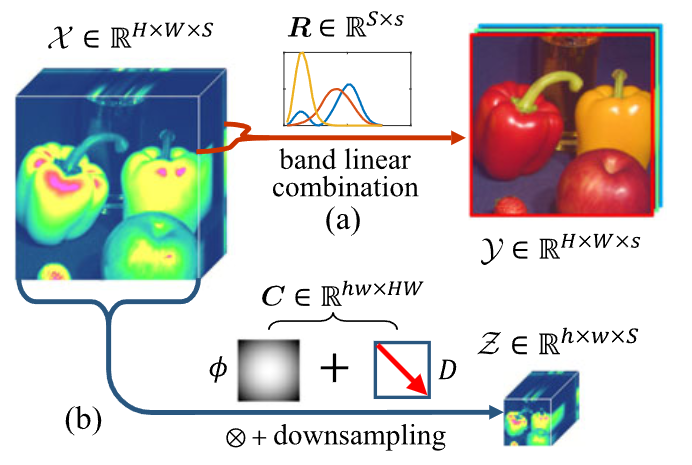 𝒳 ∈ ℝ^{H×W×S}
R ∈ ℝ^{S×s}
band linear
combination
(a)
𝒴 ∈ ℝ^{H×W×s}
C ∈ ℝ^{hw×HW}
𝒵 ∈ ℝ^{h×w×S}
ϕ
+
D
(b)
⊗ + downsampling